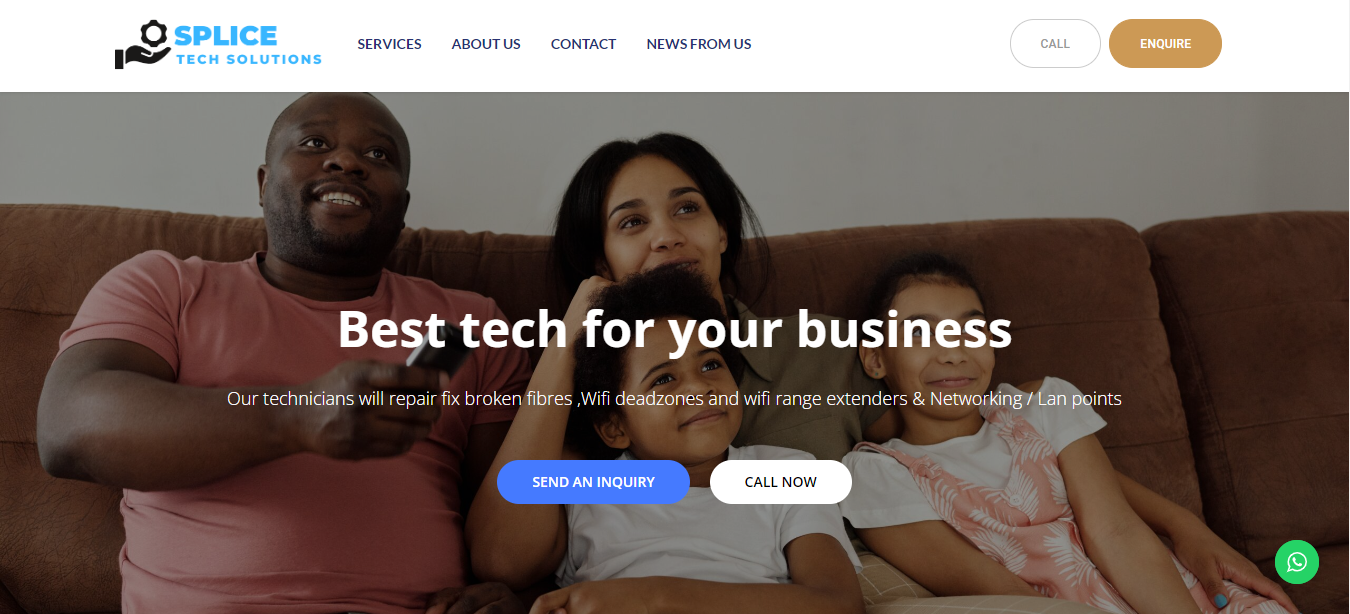 SPLICE
TECH SOLUTIONS
SERVICES ABOUT US CONTACT NEWS FROM US
CALL ENQUIRE
Best tech for your business
Our technicians will repair fix broken fibres ,Wifi deadzones and wifi range extenders & Networking / Lan points
SEND AN INQUIRY CALL NOW